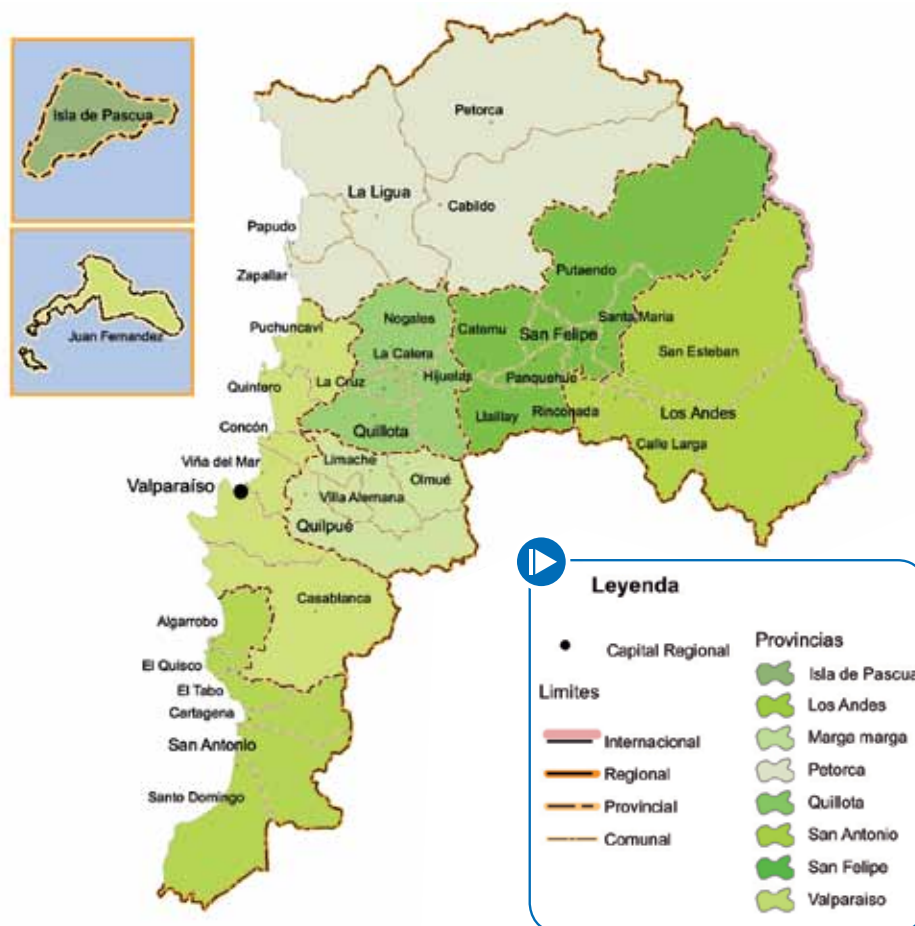 Isla de Pascua
Juan Fernandez
Petorca
La Ligua
Cabildo
Papudo
Zapallar
Putaendo
Puchuncaví
Nogales
Catemu
San Felipe
Santa Maria
La Calera
San Esteban
Quintero
La Cruz
Hijuelas
Panquehue
Llaillay
Rinconada
Los Andes
Concón
Quillota
Calle Larga
Viña del Mar
Limache
Olmué
Valparaíso
Villa Alemana
Quilpué
Casablanca
Algarrobo
El Quisco
El Tabo
Cartagena
San Antonio
Santo Domingo
Leyenda
Capital Regional
Limites
Internacional
Regional
Provincial
Comunal
Provincias
Isla de Pascua
Los Andes
Marga marga
Petorca
Quillota
San Antonio
San Felipe
Valparaiso